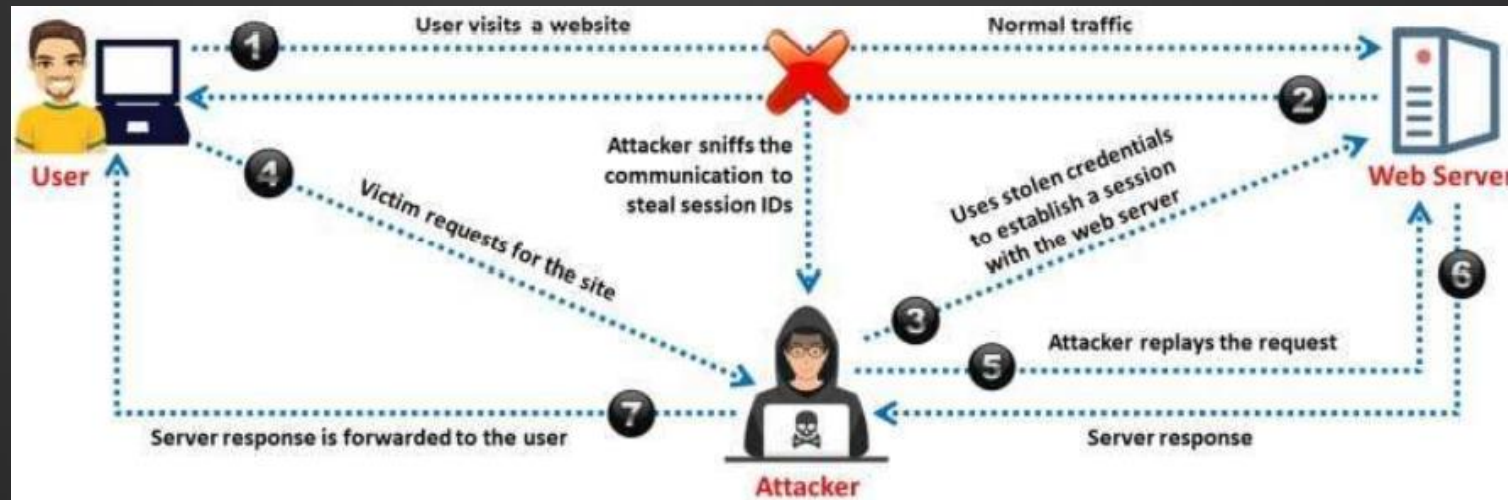 User visits a website
Normal traffic
1
2
User
4
Victim requests for the site
Attacker sniffs the
communication to
steal session IDs
Uses stolen credentials
to establish a session
with the web server
3
Web Server
6
Attacker replays the request
5
7
Server response is forwarded to the user
Server response
Attacker